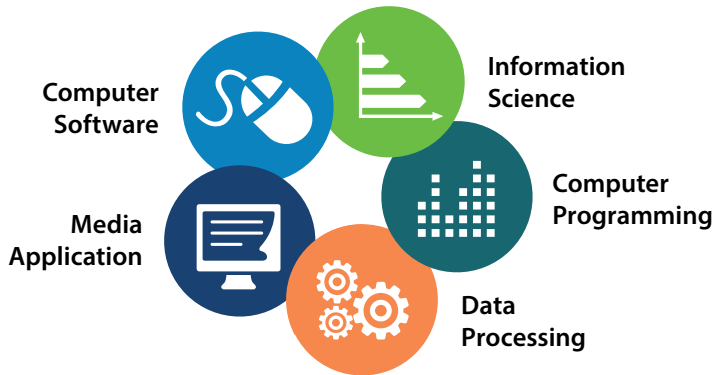 Computer
Software
Information
Science
Computer
Programming
Media
Application
Data
Processing